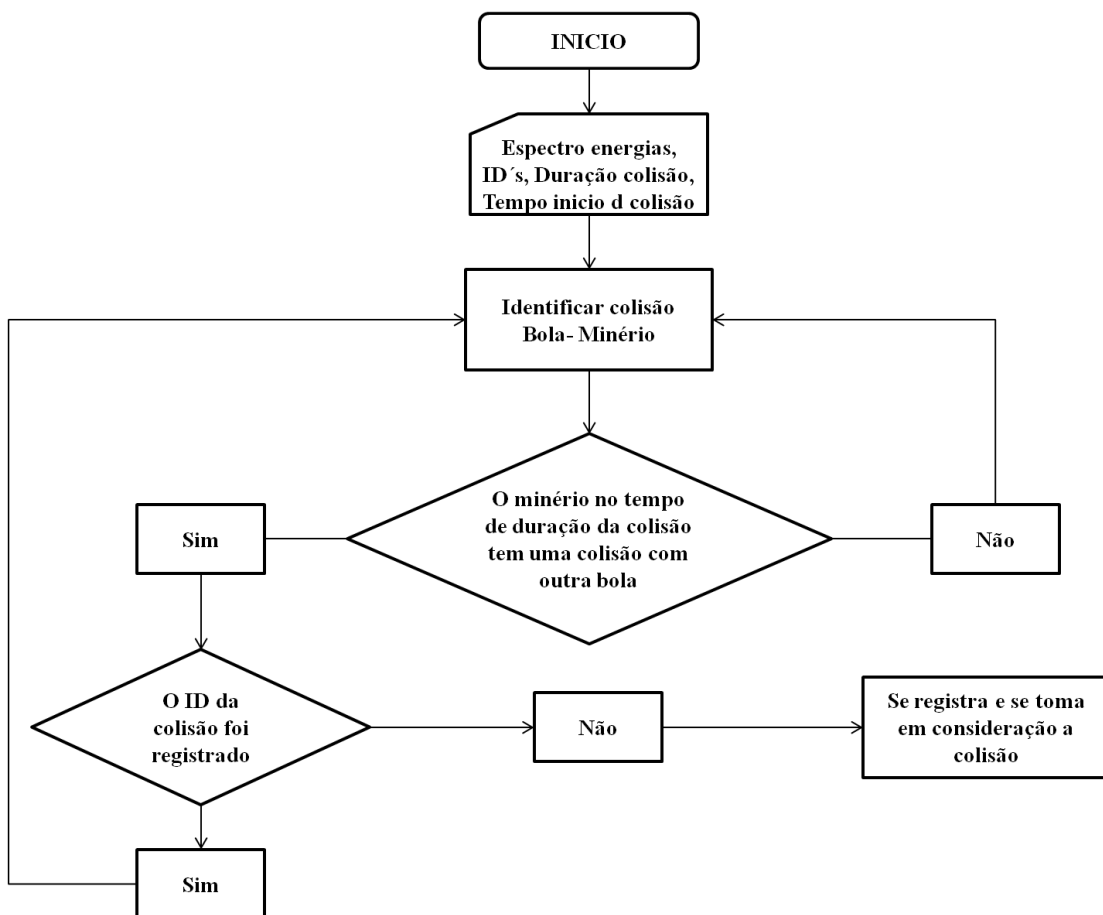 INICIO
Espectro energias,
ID´s, Duração colisão,
Tempo inicio d colisão
Identificar colisão
Bola- Minério
O minério no tempo
de duração da colisão
tem uma colisão com
outra bola
Sim
Não
O ID da
colisão foi
registrado
Não
Se registra e se toma
em consideração a
colisão
Sim